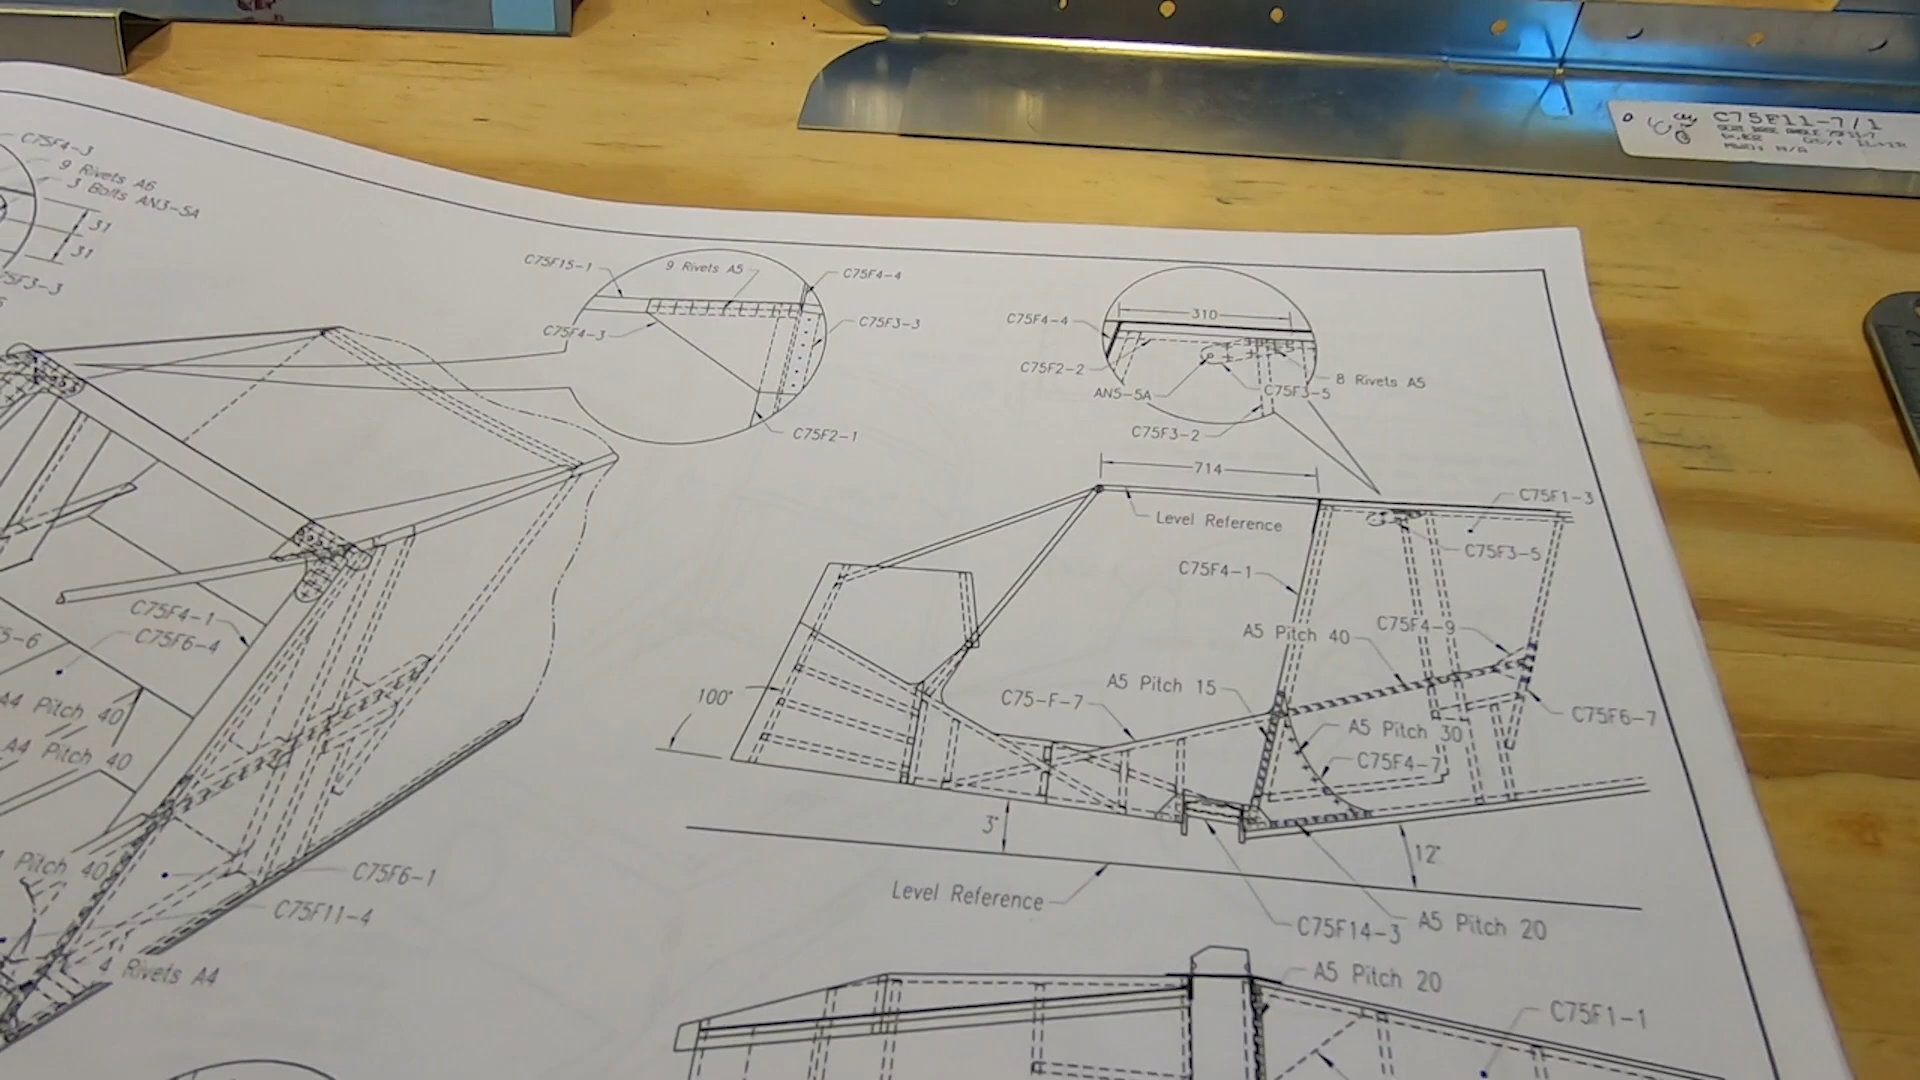 C75F11-7/1
C75F4-3
9 Rivets A6
3 Bolts AN3-5A
31
31
C75F15-1
9 Rivets A5
C75F4-4
C75F4-3
C75F3-3
C75F2-1
C75F4-4
310
C75F2-2
AN5-5A
C75F3-5
8 Rivets A5
C75F3-2
714
Level Reference
C75F1-3
C75F3-5
C75F4-1
C75F4-9
A5 Pitch 40
A5 Pitch 15
C75-F-7
C75F6-7
A5 Pitch 30
C75F4-7
100°
3°
12°
Level Reference
C75F14-3
A5 Pitch 20
A5 Pitch 20
C75F1-1
C75F4-1
C75F6-4
A4 Pitch 40
A4 Pitch 40
Pitch 40
C75F6-1
C75F11-4
4 Rivets A4